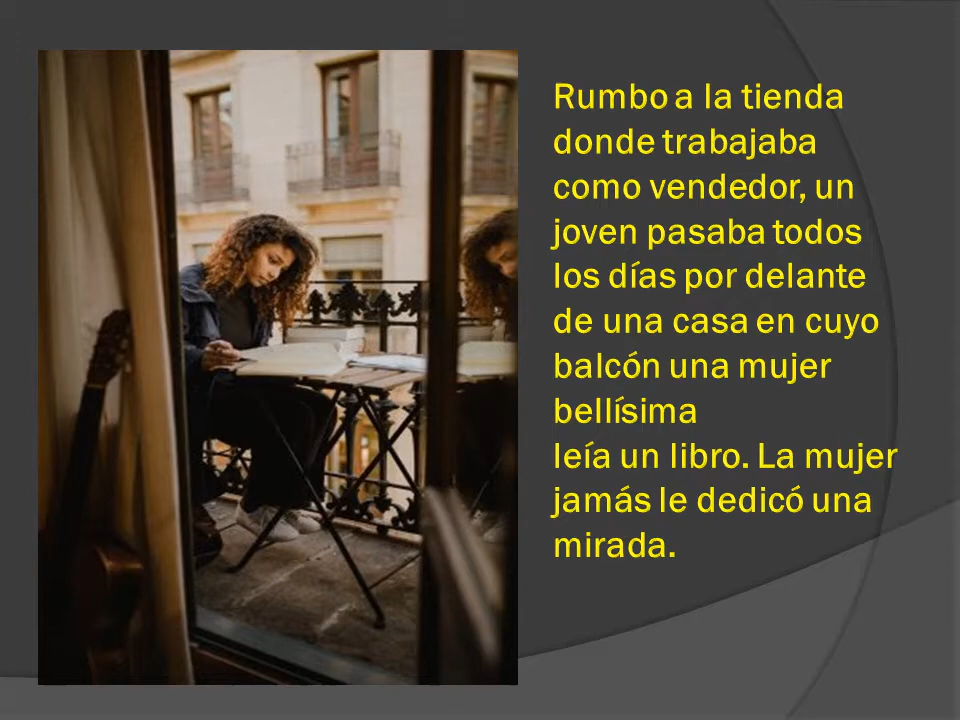 Rumbo a la tienda
donde trabajaba
como vendedor, un
joven pasaba todos
los días por delante
de una casa en cuyo
balcón una mujer
bellísima
leía un libro. La mujer
jamás le dedicó una
mirada.